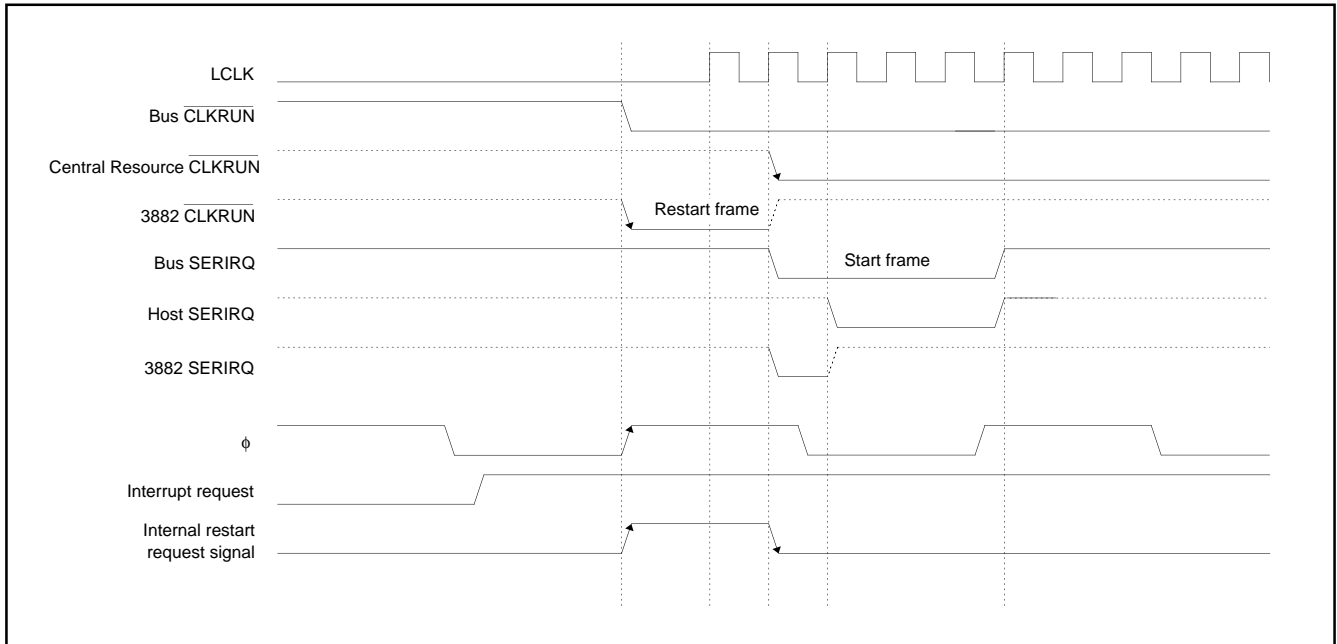 LCLK
Bus CLKRUN
Central Resource CLKRUN
3882 CLKRUN
Restart frame
Bus SERIRQ
Start frame
Host SERIRQ
3882 SERIRQ
ϕ
Interrupt request
Internal restart
request signal